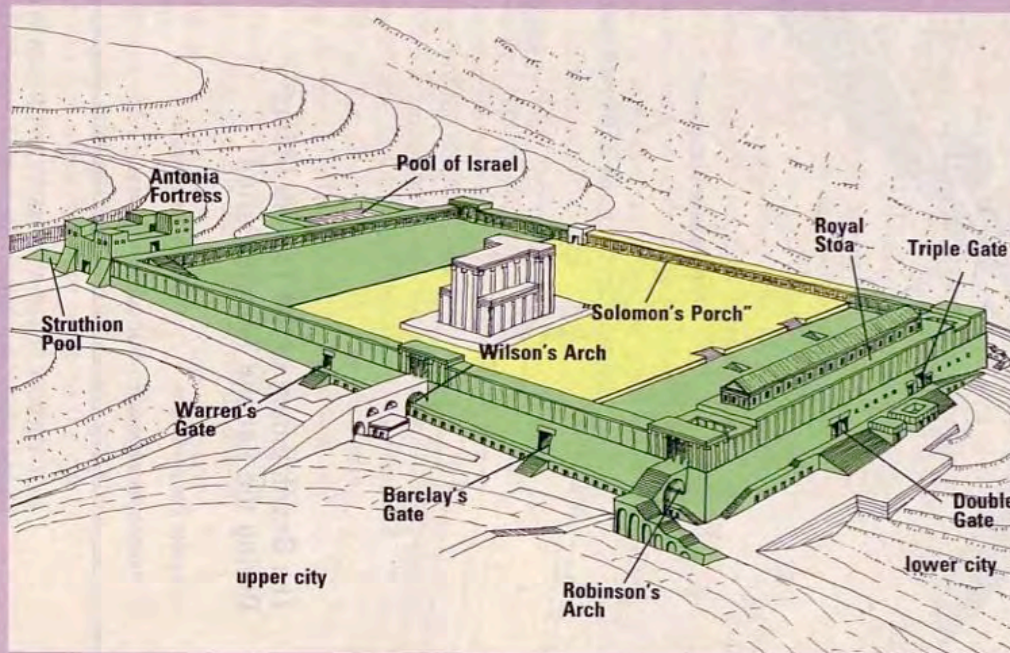 Antonia
Fortress
Pool of Israel
Royal
Stoa
Triple Gate
Struthion
Pool
"Solomon's Porch"
Wilson's Arch
Warren's
Gate
Barclay's
Gate
Double
Gate
upper city
lower city
Robinson's
Arch